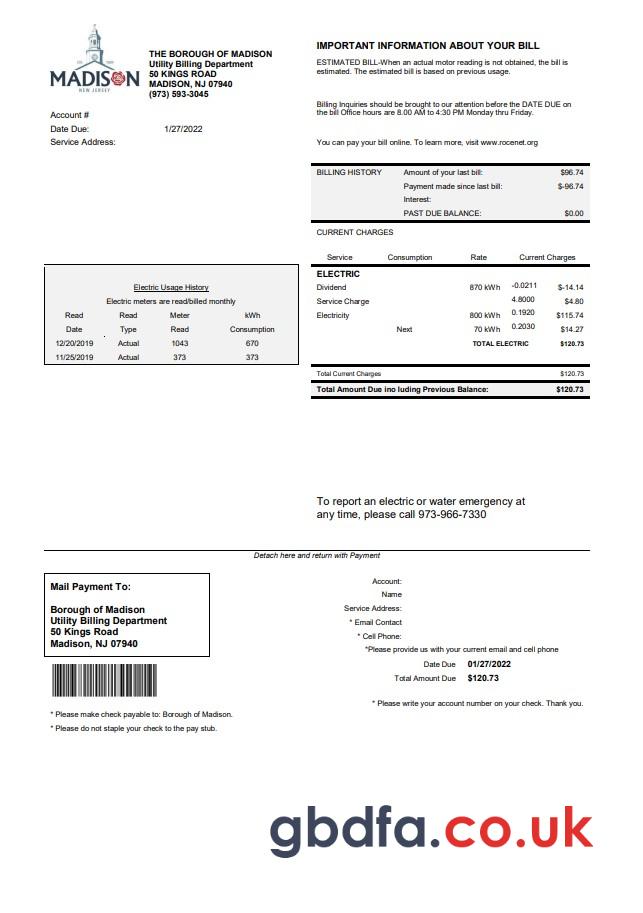 MADISON
NEW JERSEY
THE BOROUGH OF MADISON
Utility Billing Department
50 KINGS ROAD
MADISON, NJ 07940
(973) 593-3045
Account #
Date Due: 1/27/2022
Service Address:
IMPORTANT INFORMATION ABOUT YOUR BILL
ESTIMATED BILL-When an actual motor reading is not obtained, the bill is
estimated. The estimated bill is based on previous usage.
Billing Inquiries should be brought to our attention before the DATE DUE on
the bill Office hours are 8.00 AM to 4:30 PM Monday thru Friday.
You can pay your bill online. To learn more, visit www.rocenet.org
BILLING HISTORY Amount of your last bill: $96.74
Payment made since last bill: $-96.74
Interest:
PAST DUE BALANCE: $0.00
CURRENT CHARGES
Service Consumption Rate Current Charges
ELECTRIC
Dividend 870 kWh -0.0211 $-14.14
Service Charge 4.8000 $4.80
Electricity 800 kWh 0.1920 $115.74
Next 70 kWh 0.2030 $14.27
TOTAL ELECTRIC $120.73
Total Current Charges $120.73
Total Amount Due ino luding Previous Balance: $120.73
Electric Usage History
Electric meters are read/billed monthly
Read Read Meter kWh
Date Type Read Consumption
12/20/2019 Actual 1043 670
11/25/2019 Actual 373 373
To report an electric or water emergency at
any time, please call 973-966-7330
Detach here and return with Payment
Mail Payment To:
Borough of Madison
Utility Billing Department
50 Kings Road
Madison, NJ 07940
* Please make check payable to: Borough of Madison.
* Please do not staple your check to the pay stub.
Account:
Name
Service Address:
* Email Contact
* Cell Phone:
*Please provide us with your current email and cell phone
Date Due 01/27/2022
Total Amount Due $120.73
* Please write your account number on your check. Thank you.
gbdfa.co.uk